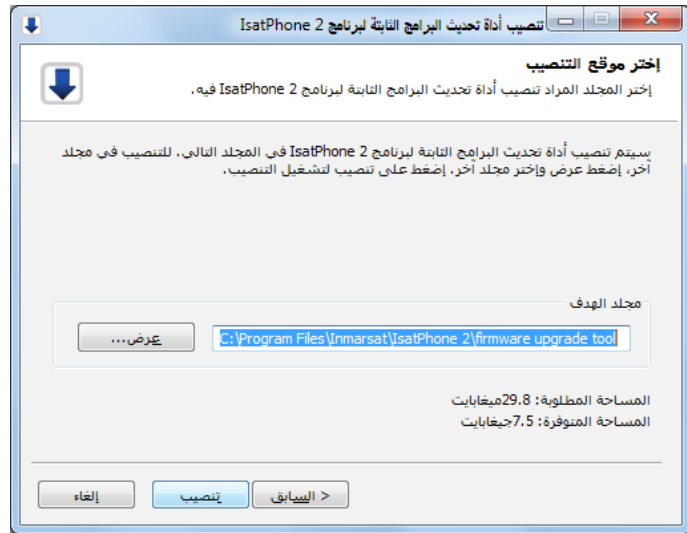 تنصيب أداة تحديث البرامج الثابتة لبرنامج IsatPhone 2
إختر موقع التنصيب
إختر المجلد المراد تنصيب أداة تحديث البرامج الثابتة لبرنامج IsatPhone 2 فيه.
سيتم تنصيب أداة تحديث البرامج الثابتة لبرنامج IsatPhone 2 في المجلد التالي. للتنصيب في مجلد
آخر، إضغط عرض وإختر مجلد آخر. إضغط على تنصيب لتشغيل التنصيب.
مجلد الهدف
C:\Program Files\Inmarsat\IsatPhone 2\firmware upgrade tool
عرض...
المساحة المطلوبة: 29.8ميغابايت
المساحة المتوفرة: 7.5جيغابايت
< السابق
تنصيب
إلغاء